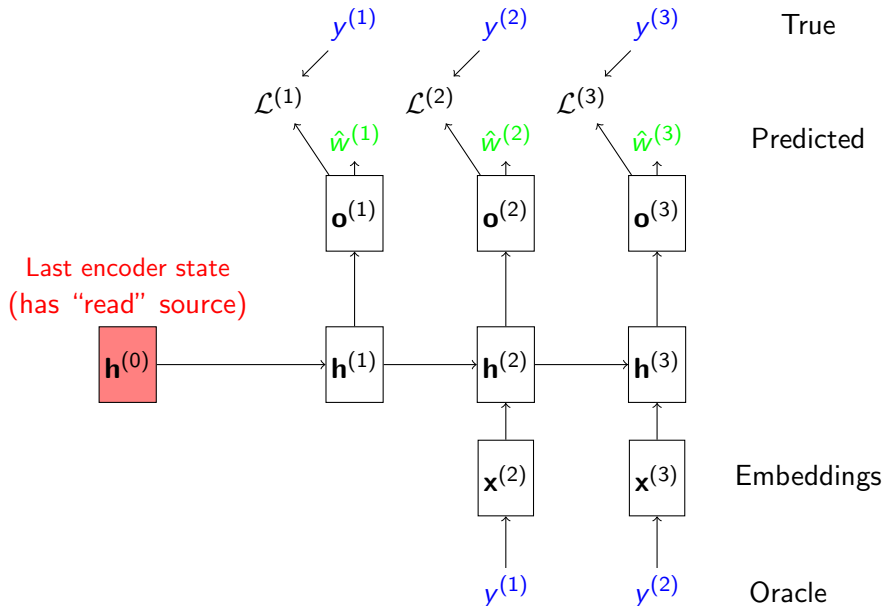 y^(1) y^(2) y^(3) True
ℒ^(1) ℒ^(2) ℒ^(3)
ŵ^(1) ŵ^(2) ŵ^(3) Predicted
o^(1) o^(2) o^(3)
Last encoder state
(has “read” source)
h^(0) h^(1) h^(2) h^(3)
x^(2) x^(3) Embeddings
y^(1) y^(2) Oracle